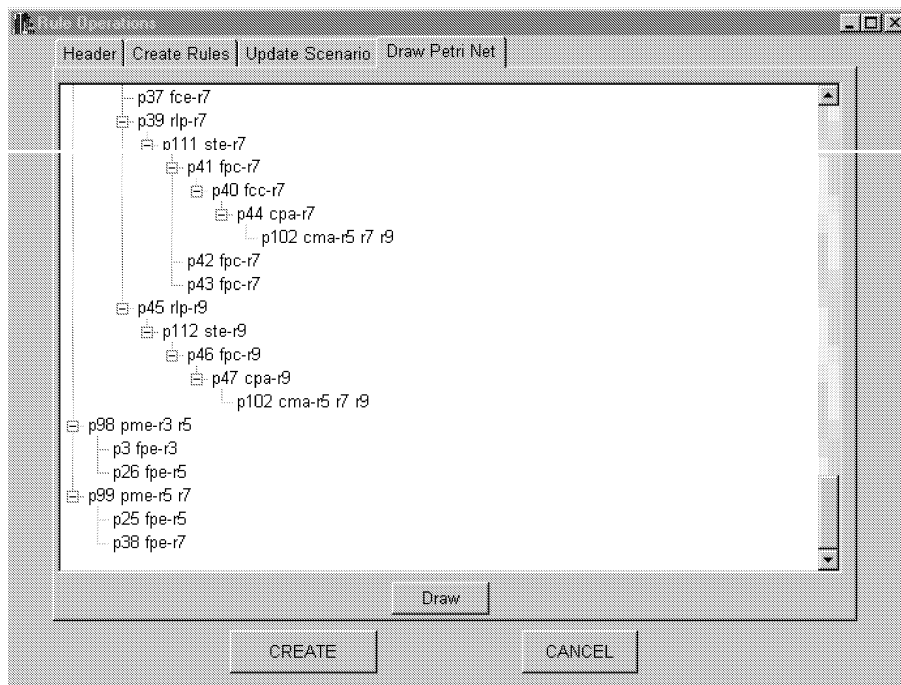 Rule Operations
Header Create Rules Update Scenario Draw Petri Net
p37 fce-r7
p39 rlp-r7
p111 ste-r7
p41 fpc-r7
p40 fcc-r7
p44 cpa-r7
p102 cma-r5 r7 r9
p42 fpc-r7
p43 fpc-r7
p45 rlp-r9
p112 ste-r9
p46 fpc-r9
p47 cpa-r9
p102 cma-r5 r7 r9
p98 pme-r3 r5
p3 fpe-r3
p26 fpe-r5
p99 pme-r5 r7
p25 fpe-r5
p38 fpe-r7
Draw
CREATE CANCEL